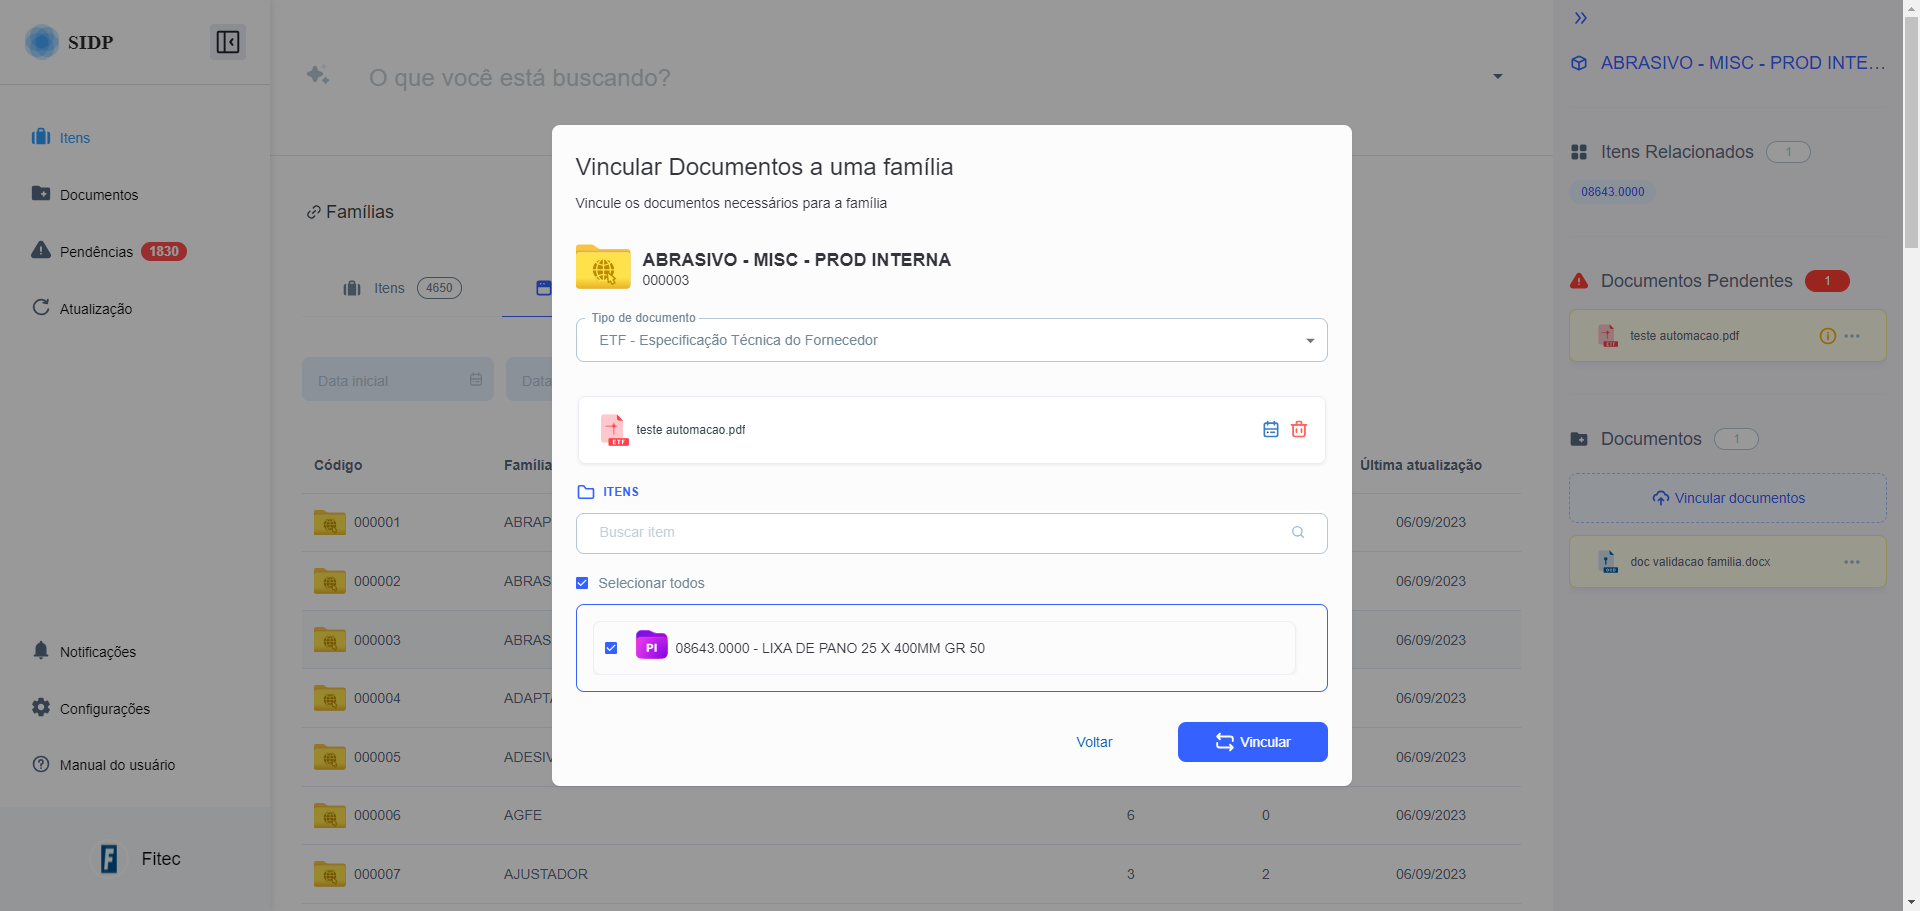 SIDP
Itens
Documentos
Pendências 1830
Atualização
Notificações
Configurações
Manual do usuário
Fitec
O que você está buscando?
Famílias
Itens 4650
Data inicial
Data
Código
Família
Última atualização
000001 ABRAP 06/09/2023
000002 ABRAS 06/09/2023
000003 ABRAS 06/09/2023
000004 ADAPTA 06/09/2023
000005 ADESIV 06/09/2023
000006 AGFE 6 0 06/09/2023
000007 AJUSTADOR 3 2 06/09/2023
Vincular Documentos a uma família
Vincule os documentos necessários para a família
ABRASIVO - MISC - PROD INTERNA
000003
Tipo de documento
ETF - Especificação Técnica do Fornecedor
ETF
teste automacao.pdf
ITENS
Buscar item
Selecionar todos
PI 08643.0000 - LIXA DE PANO 25 X 400MM GR 50
Voltar
Vincular
ABRASIVO - MISC - PROD INTE...
Itens Relacionados 1
08643.0000
Documentos Pendentes 1
teste automacao.pdf
Documentos 1
Vincular documentos
doc validacao familia.docx